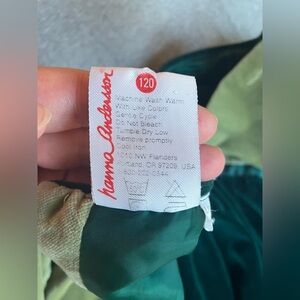 hanna andersson
120
Machine Wash Warm
With Like Colors
Gentle Cycle
Do Not Bleach
Tumble Dry Low
Remove promptly
Cool Iron
1010 NW Flanders
Portland, OR 97209, USA